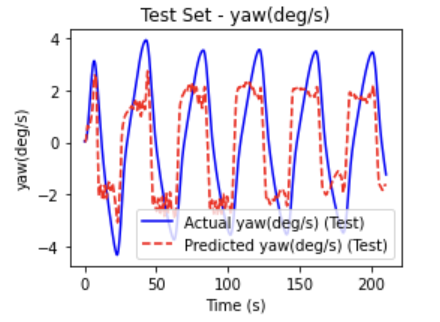 Test Set - yaw(deg/s)
yaw(deg/s)
4
2
0
−2
−4
Actual yaw(deg/s) (Test)
Predicted yaw(deg/s) (Test)
0 50 100 150 200
Time (s)